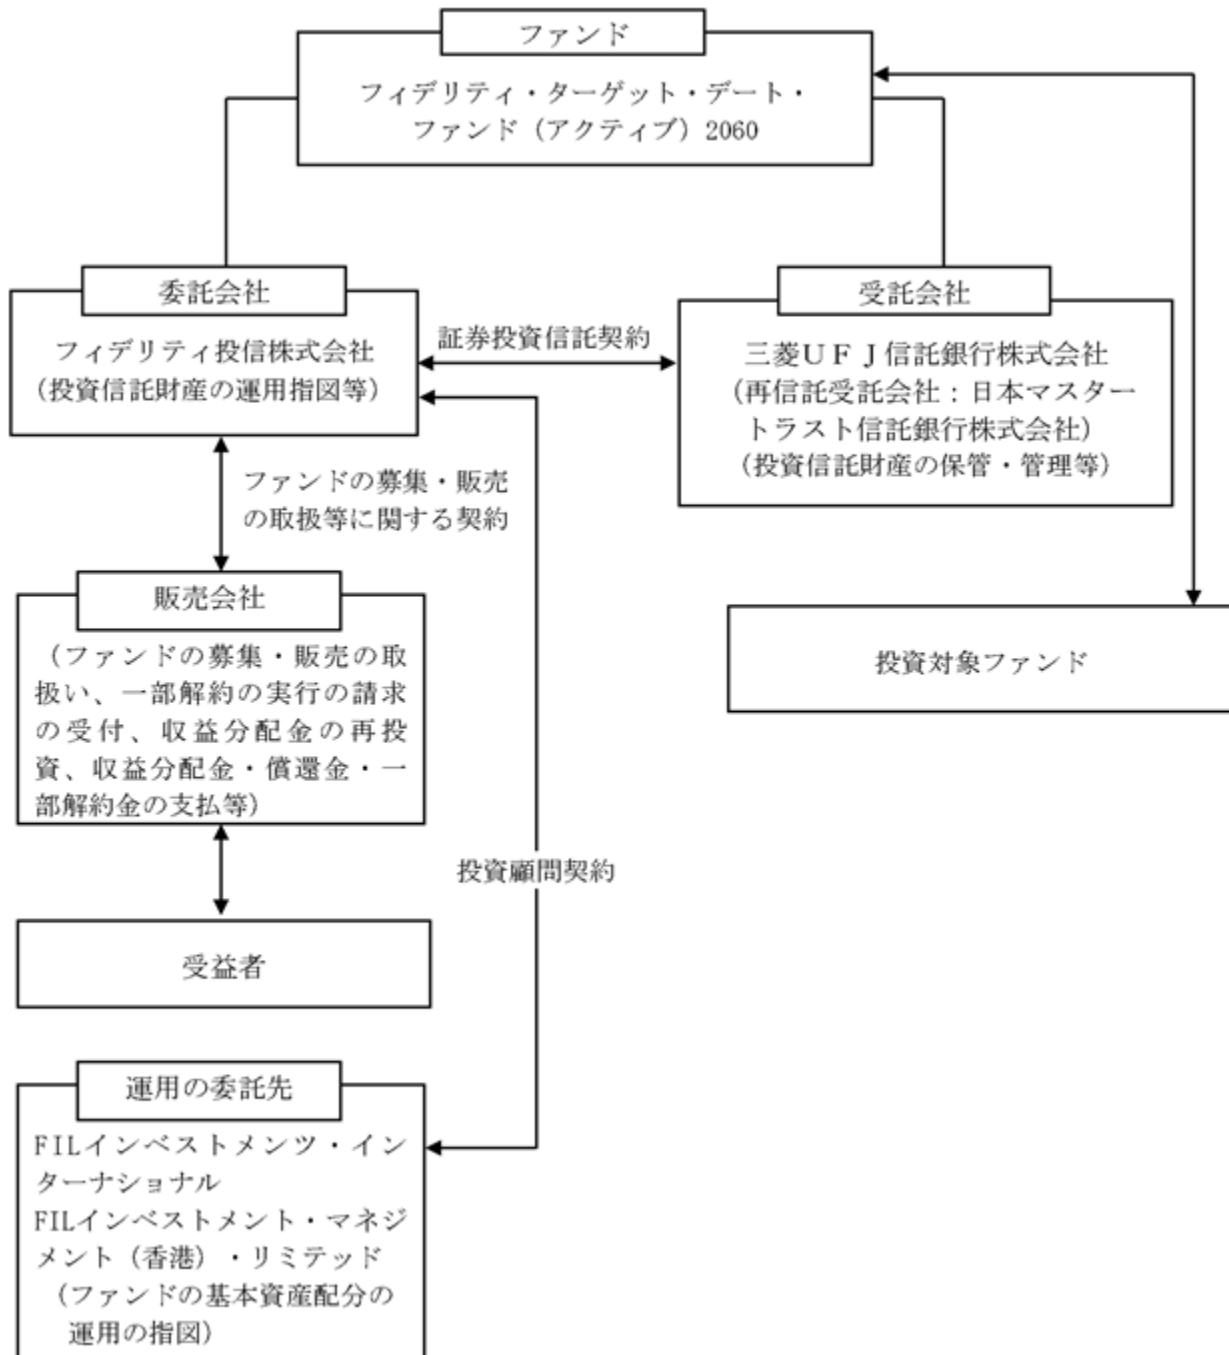 ファンド
フィデリティ・ターゲット・デート・
ファンド（アクティブ）2060
委託会社
フィデリティ投信株式会社
（投資信託財産の運用指図等）
証券投資信託契約
受託会社
三菱ＵＦＪ信託銀行株式会社
（再信託受託会社：日本マスター
トラスト信託銀行株式会社）
（投資信託財産の保管・管理等）
ファンドの募集・販売
の取扱等に関する契約
販売会社
（ファンドの募集・販売の取
扱い、一部解約の実行の請求
の受付、収益分配金の再投
資、収益分配金・償還金・一
部解約金の支払等）
投資対象ファンド
投資顧問契約
受益者
運用の委託先
FILインベストメンツ・イン
ターナショナル
FILインベストメント・マネジ
メント（香港）・リミテッド
（ファンドの基本資産配分の
運用の指図）